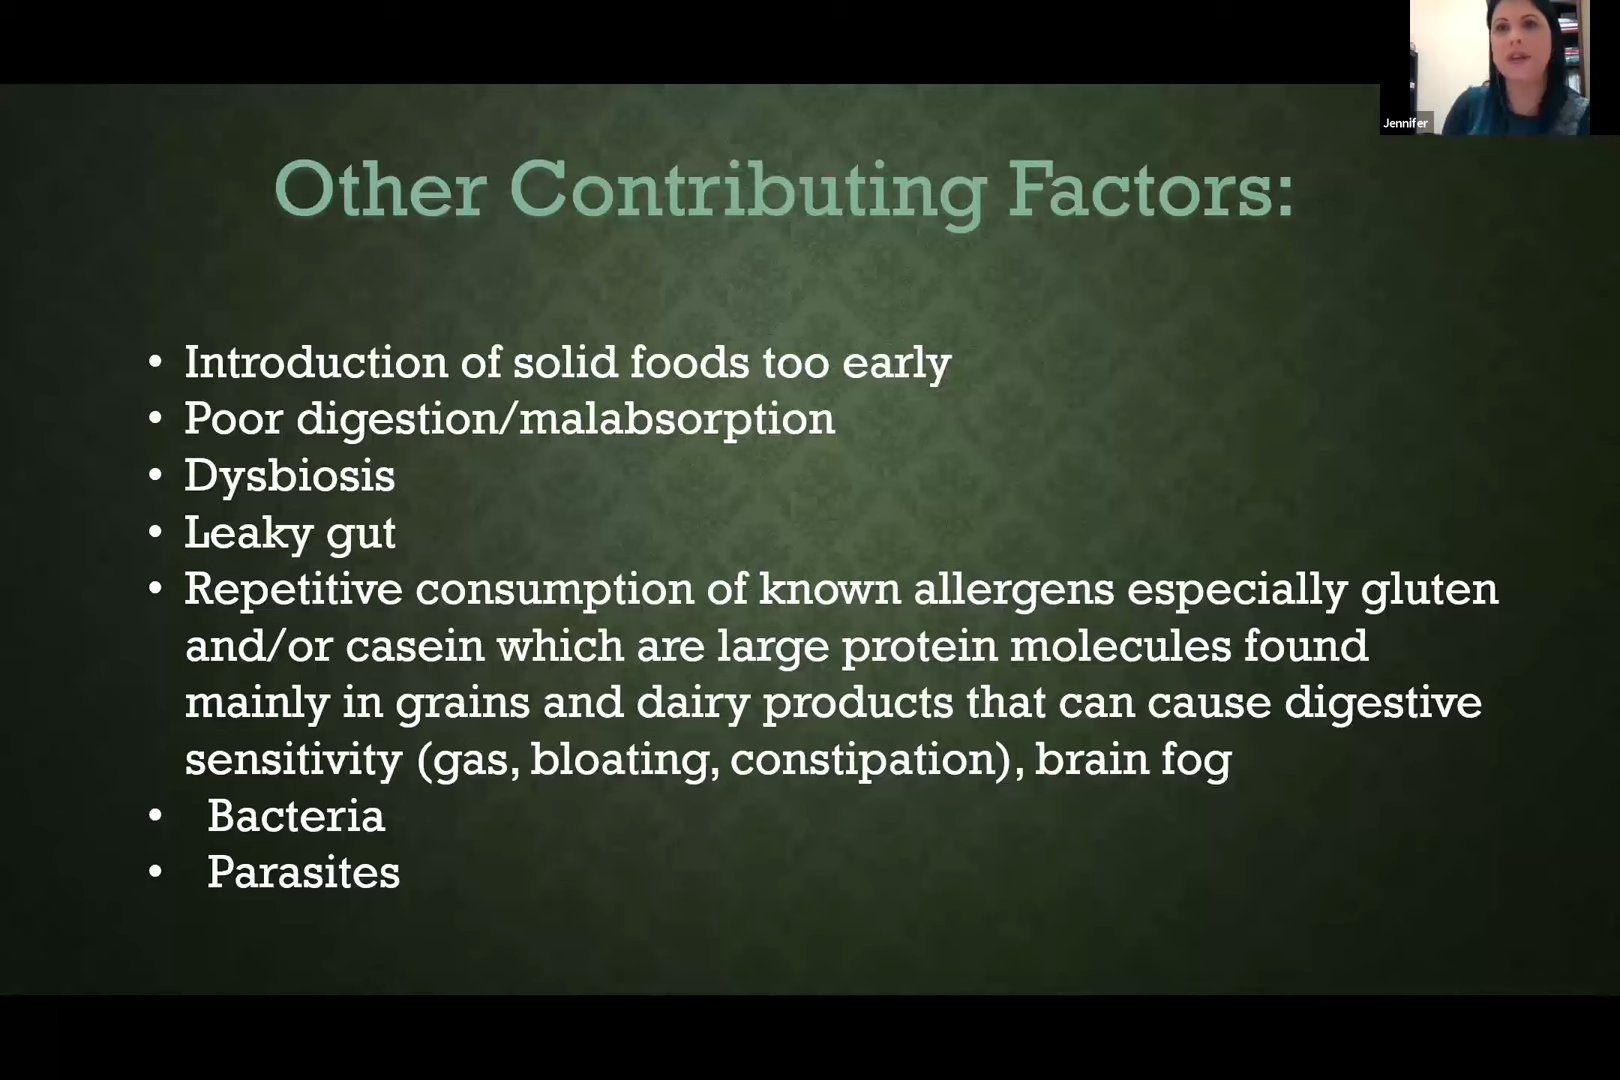 Jennifer
Other Contributing Factors:
• Introduction of solid foods too early
• Poor digestion/malabsorption
• Dysbiosis
• Leaky gut
• Repetitive consumption of known allergens especially gluten
and/or casein which are large protein molecules found
mainly in grains and dairy products that can cause digestive
sensitivity (gas, bloating, constipation), brain fog
• Bacteria
• Parasites